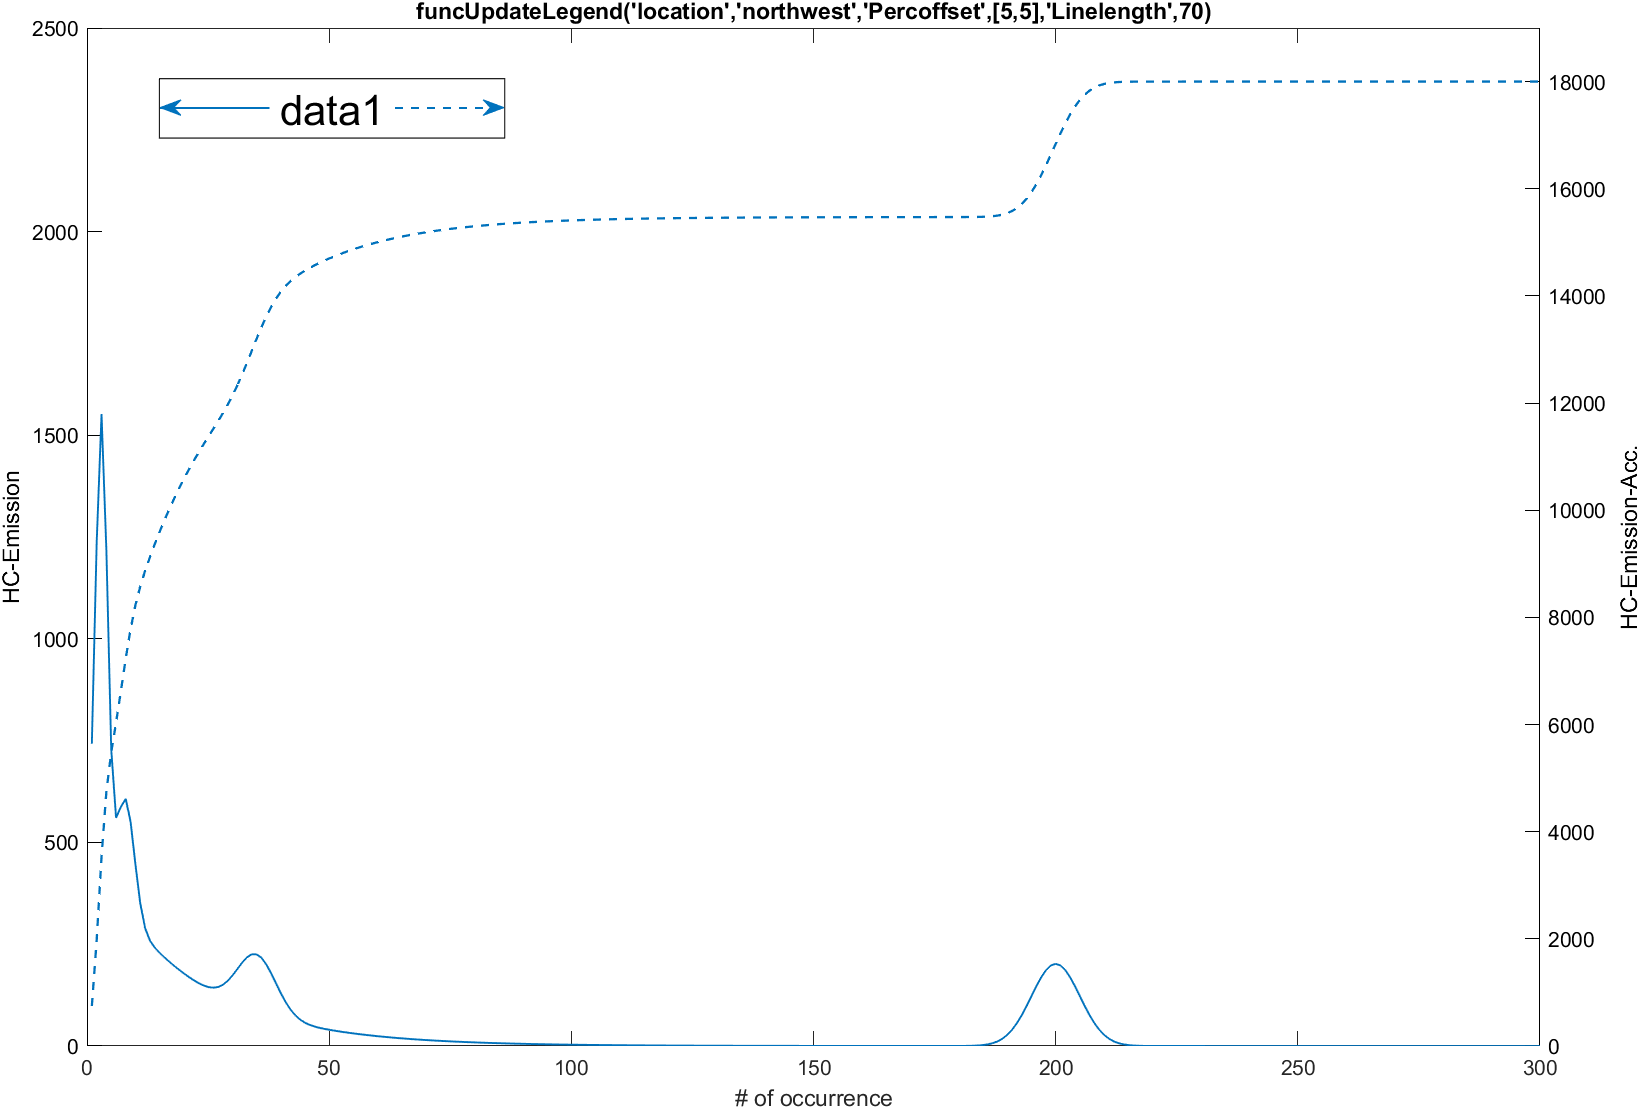 funcUpdateLegend('location','northwest','Percoffset',[5,5],'Linelength',70)
data1
HC-Emission
2500
2000
1500
1000
500
0
HC-Emission-Acc.
18000
16000
14000
12000
10000
8000
6000
4000
2000
0
0 50 100 150 200 250 300
# of occurrence